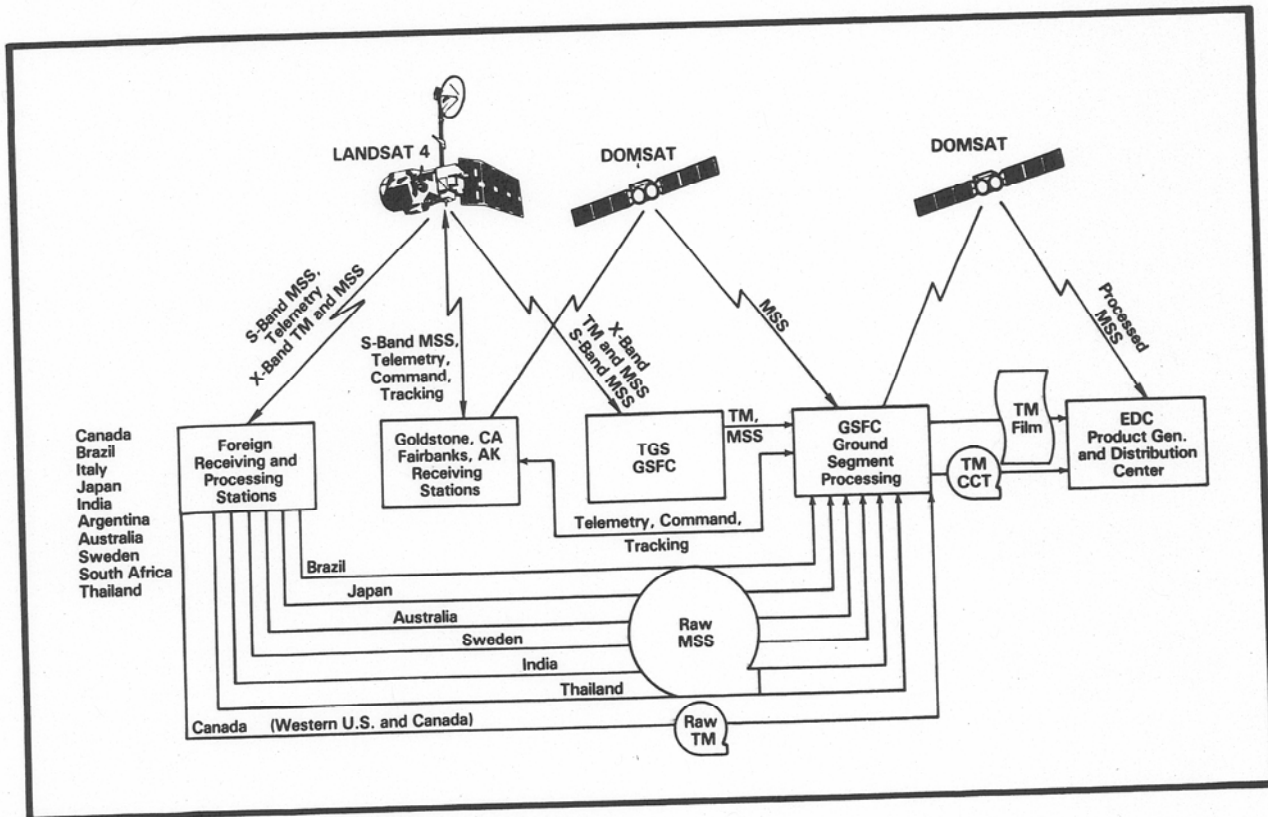 LANDSAT 4
DOMSAT
DOMSAT
S-Band MSS,
Telemetry
X-Band TM and MSS
S-Band MSS,
Telemetry,
Command,
Tracking
X-Band
TM and MSS
S-Band MSS
MSS
Processed
MSS
Canada
Brazil
Italy
Japan
India
Argentina
Australia
Sweden
South Africa
Thailand
Foreign
Receiving and
Processing
Stations
Goldstone, CA
Fairbanks, AK
Receiving
Stations
TGS
GSFC
TM,
MSS
GSFC
Ground
Segment
Processing
TM
Film
TM
CCT
EDC
Product Gen.
and Distribution
Center
Telemetry, Command,
Tracking
Brazil
Japan
Australia
Sweden
India
Thailand
Raw
MSS
Canada (Western U.S. and Canada)
Raw
TM